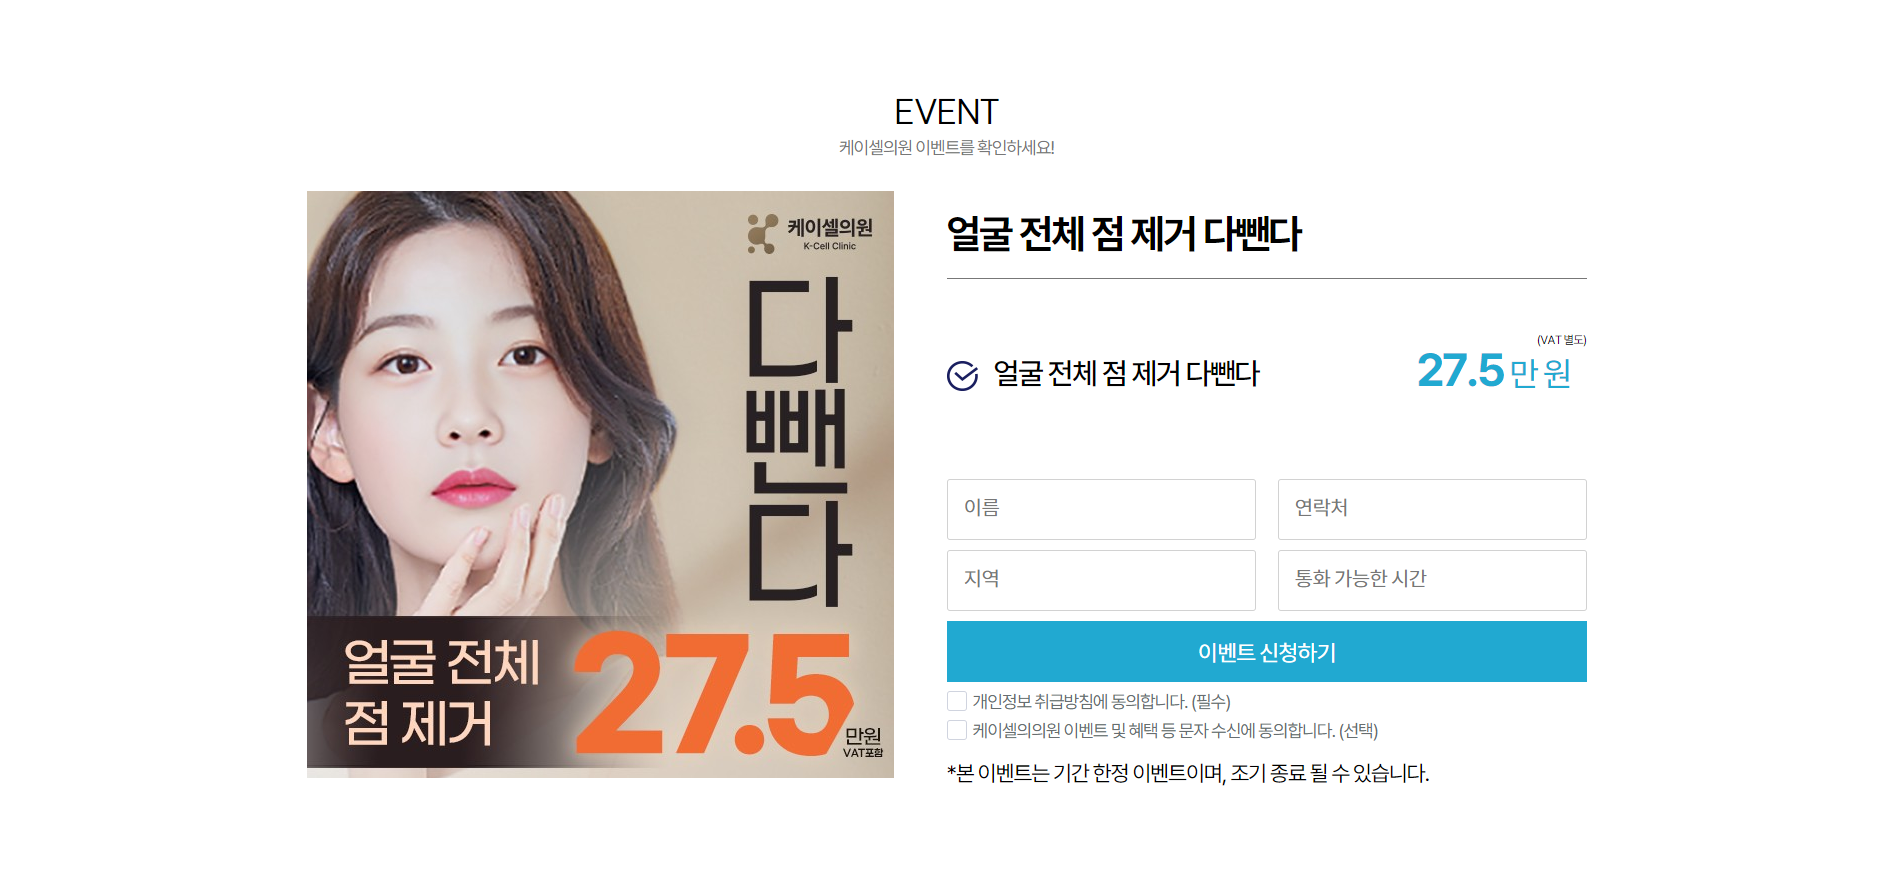 EVENT
케이셀의원 이벤트를 확인하세요!
케이셀의원
K-Cell Clinic
다뺀다
얼굴 전체
점 제거
27.5
만원
VAT포함
얼굴 전체 점 제거 다뺀다
(VAT 별도)
얼굴 전체 점 제거 다뺀다
27.5 만 원
이름
연락처
지역
통화 가능한 시간
이벤트 신청하기
개인정보 취급방침에 동의합니다. (필수)
케이셀의의원 이벤트 및 혜택 등 문자 수신에 동의합니다. (선택)
*본 이벤트는 기간 한정 이벤트이며, 조기 종료 될 수 있습니다.